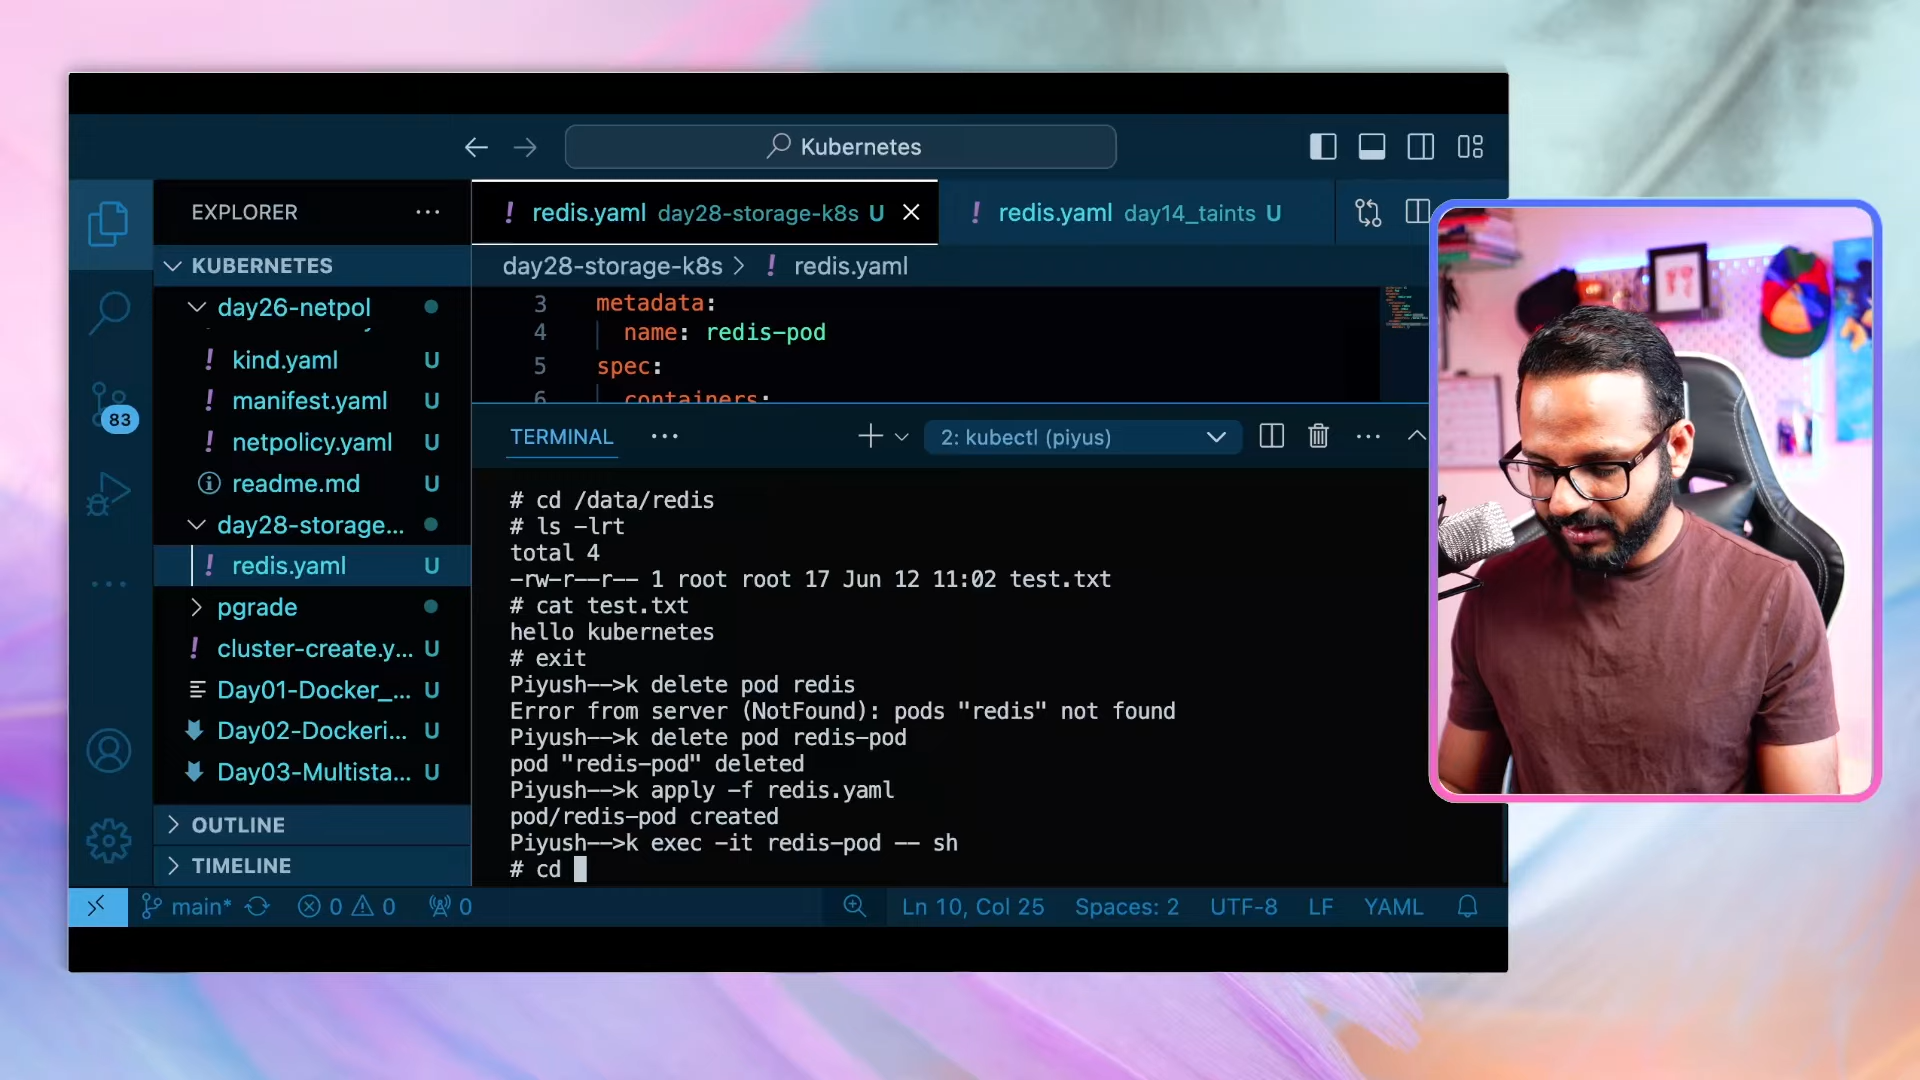 Kubernetes
EXPLORER
redis.yaml day28-storage-k8s U
redis.yaml day14_taints U
KUBERNETES
day28-storage-k8s > ! redis.yaml
day26-netpol
kind.yaml U
manifest.yaml U
netpolicy.yaml U
readme.md U
day28-storage...
redis.yaml U
pgrade
cluster-create.y... U
Day01-Docker_... U
Day02-Dockeri... U
Day03-Multista... U
OUTLINE
TIMELINE
83
3 metadata:
4 name: redis-pod
5 spec:
6 containers:
TERMINAL
2: kubectl (piyus)
# cd /data/redis
# ls -lrt
total 4
-rw-r--r-- 1 root root 17 Jun 12 11:02 test.txt
# cat test.txt
hello kubernetes
# exit
Piyush-->k delete pod redis
Error from server (NotFound): pods "redis" not found
Piyush-->k delete pod redis-pod
pod "redis-pod" deleted
Piyush-->k apply -f redis.yaml
pod/redis-pod created
Piyush-->k exec -it redis-pod -- sh
# cd
main* 0 0 0 Ln 10, Col 25 Spaces: 2 UTF-8 LF YAML